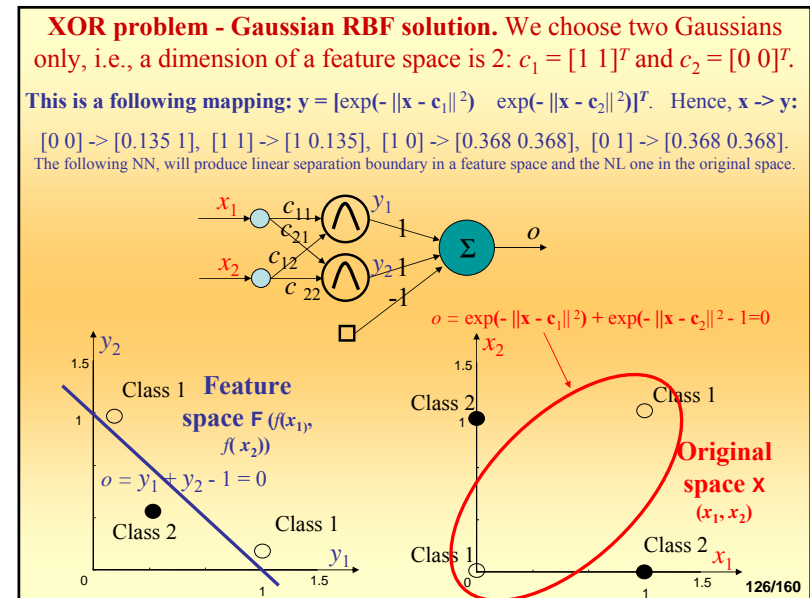 XOR problem - Gaussian RBF solution. We choose two Gaussians
only, i.e., a dimension of a feature space is 2: c₁ = [1 1]ᵀ and c₂ = [0 0]ᵀ.
This is a following mapping: y = [exp(- ||x - c₁||²) exp(- ||x - c₂||²)]ᵀ. Hence, x -> y:
[0 0] -> [0.135 1], [1 1] -> [1 0.135], [1 0] -> [0.368 0.368], [0 1] -> [0.368 0.368].
The following NN, will produce linear separation boundary in a feature space and the NL one in the original space.
x₁
c₁₁
y₁
1
c₂₁
Σ
o
x₂
c₁₂
y₂
1
c ₂₂
-1
o = exp(- ||x - c₁||²) + exp(- ||x - c₂||² - 1=0
y₂
1.5
Class 1
1
Feature
space F (f(x₁),
f( x₂))
o = y₁ + y₂ - 1 = 0
Class 2
Class 1
y₁
0
1
1.5
x₂
1.5
Class 2
1
Class 1
Original
space X
(x₁, x₂)
Class 1
Class 2
x₁
0
1
1.5
126/160